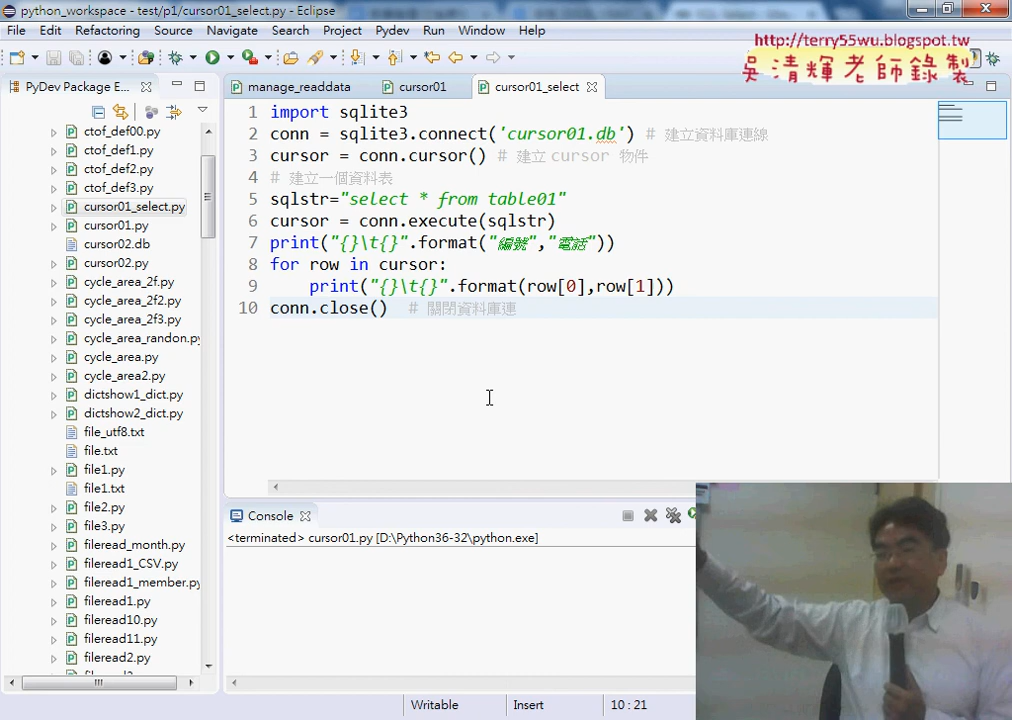 python_workspace - test/p1/cursor01_select.py - Eclipse
File Edit Refactoring Source Navigate Search Project Pydev Run Window Help
http://terry55wu.blogspot.tw
吳清輝老師錄製
PyDev Package E...
manage_readdata
cursor01
cursor01_select
ctof_def00.py
ctof_def1.py
ctof_def2.py
ctof_def3.py
cursor01_select.py
cursor01.py
cursor02.db
cursor02.py
cycle_area_2f.py
cycle_area_2f2.py
cycle_area_2f3.py
cycle_area_randon.py
cycle_area.py
cycle_area2.py
dictshow1_dict.py
dictshow2_dict.py
file_utf8.txt
file.txt
file1.py
file1.txt
file2.py
file3.py
fileread_month.py
fileread1_CSV.py
fileread1_member.py
fileread1.py
fileread10.py
fileread11.py
fileread2.py
1 import sqlite3
2 conn = sqlite3.connect('cursor01.db') # 建立資料庫連線
3 cursor = conn.cursor() # 建立 cursor 物件
4 # 建立一個資料表
5 sqlstr="select * from table01"
6 cursor = conn.execute(sqlstr)
7 print("{}\t{}".format("編號","電話"))
8 for row in cursor:
9 print("{}\t{}".format(row[0],row[1]))
10 conn.close() # 關閉資料庫連
Console
<terminated> cursor01.py [D:\Python36-32\python.exe]
Writable Insert 10 : 21